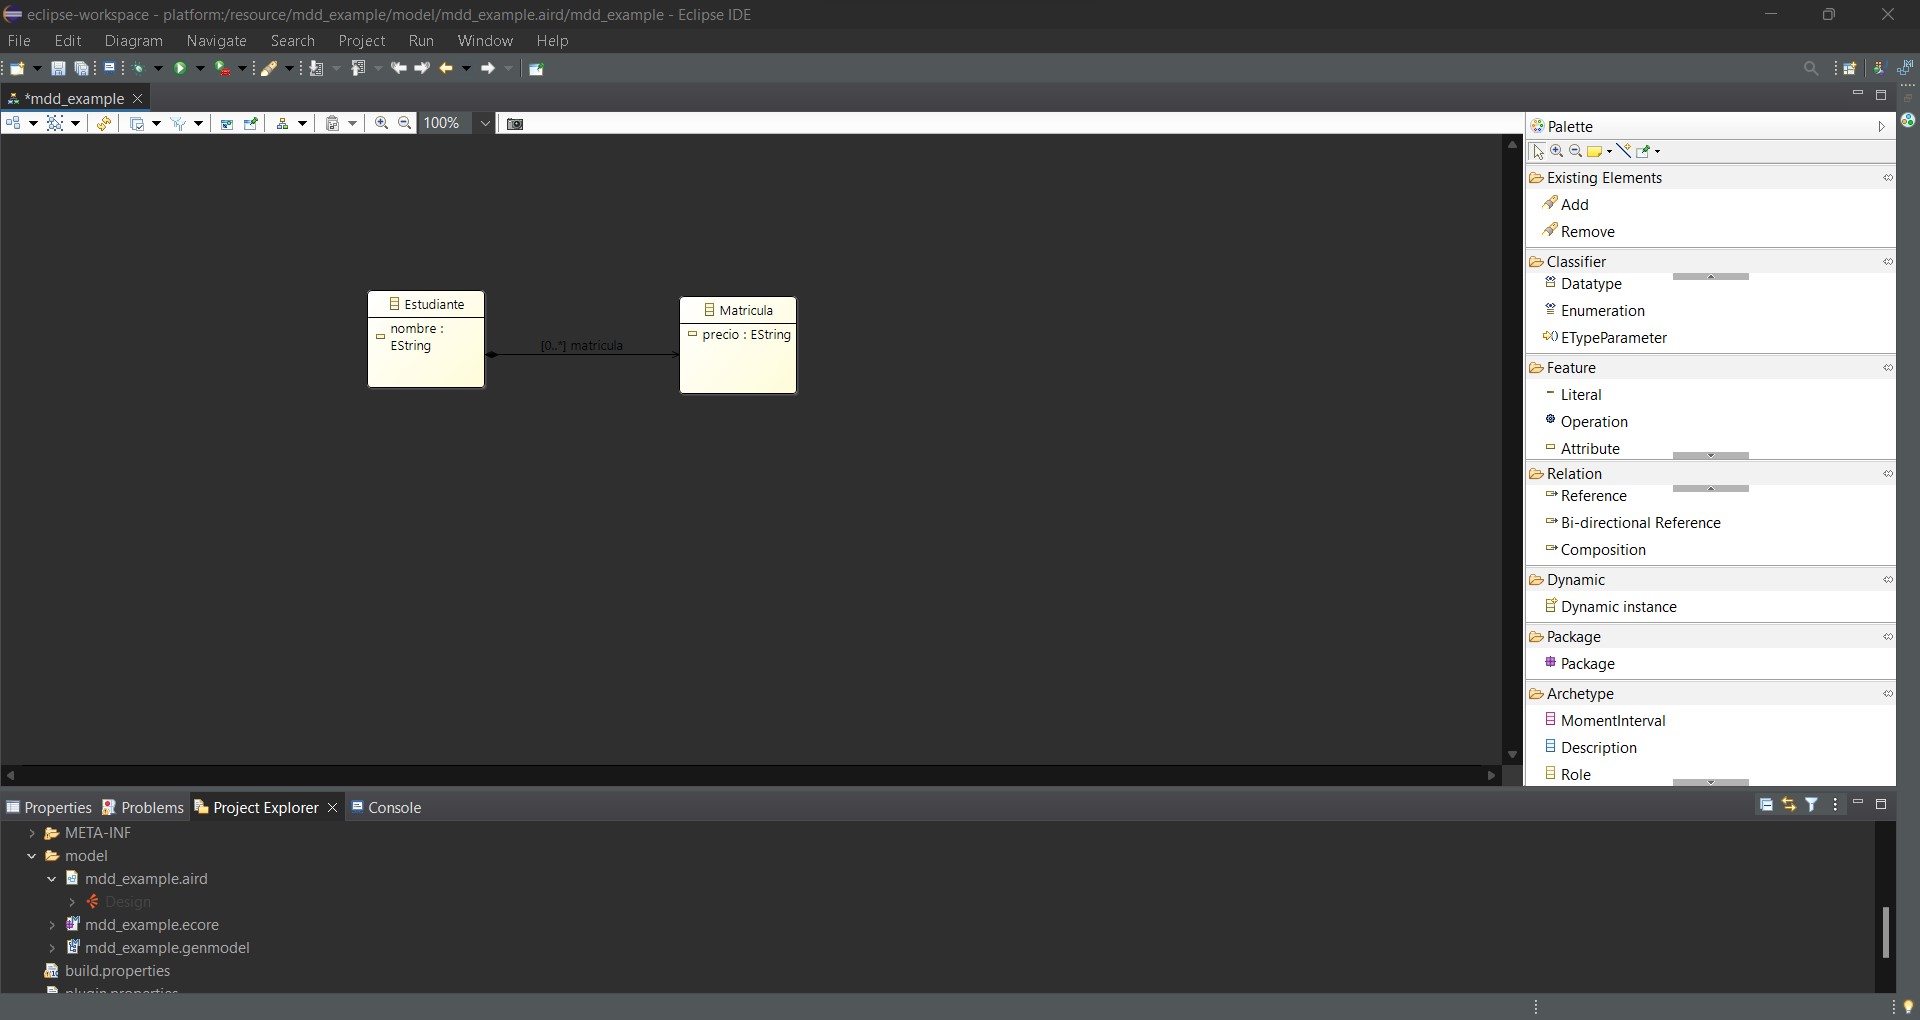 eclipse-workspace - platform:/resource/mdd_example/model/mdd_example.aird/mdd_example - Eclipse IDE
File Edit Diagram Navigate Search Project Run Window Help
*mdd_example
100%
Estudiante
nombre :
EString
[0..*] matricula
Matricula
precio : EString
Palette
Existing Elements
Add
Remove
Classifier
Datatype
Enumeration
ETypeParameter
Feature
Literal
Operation
Attribute
Relation
Reference
Bi-directional Reference
Composition
Dynamic
Dynamic instance
Package
Package
Archetype
MomentInterval
Description
Role
Properties Problems Project Explorer Console
META-INF
model
mdd_example.aird
Design
mdd_example.ecore
mdd_example.genmodel
build.properties
plugin.properties